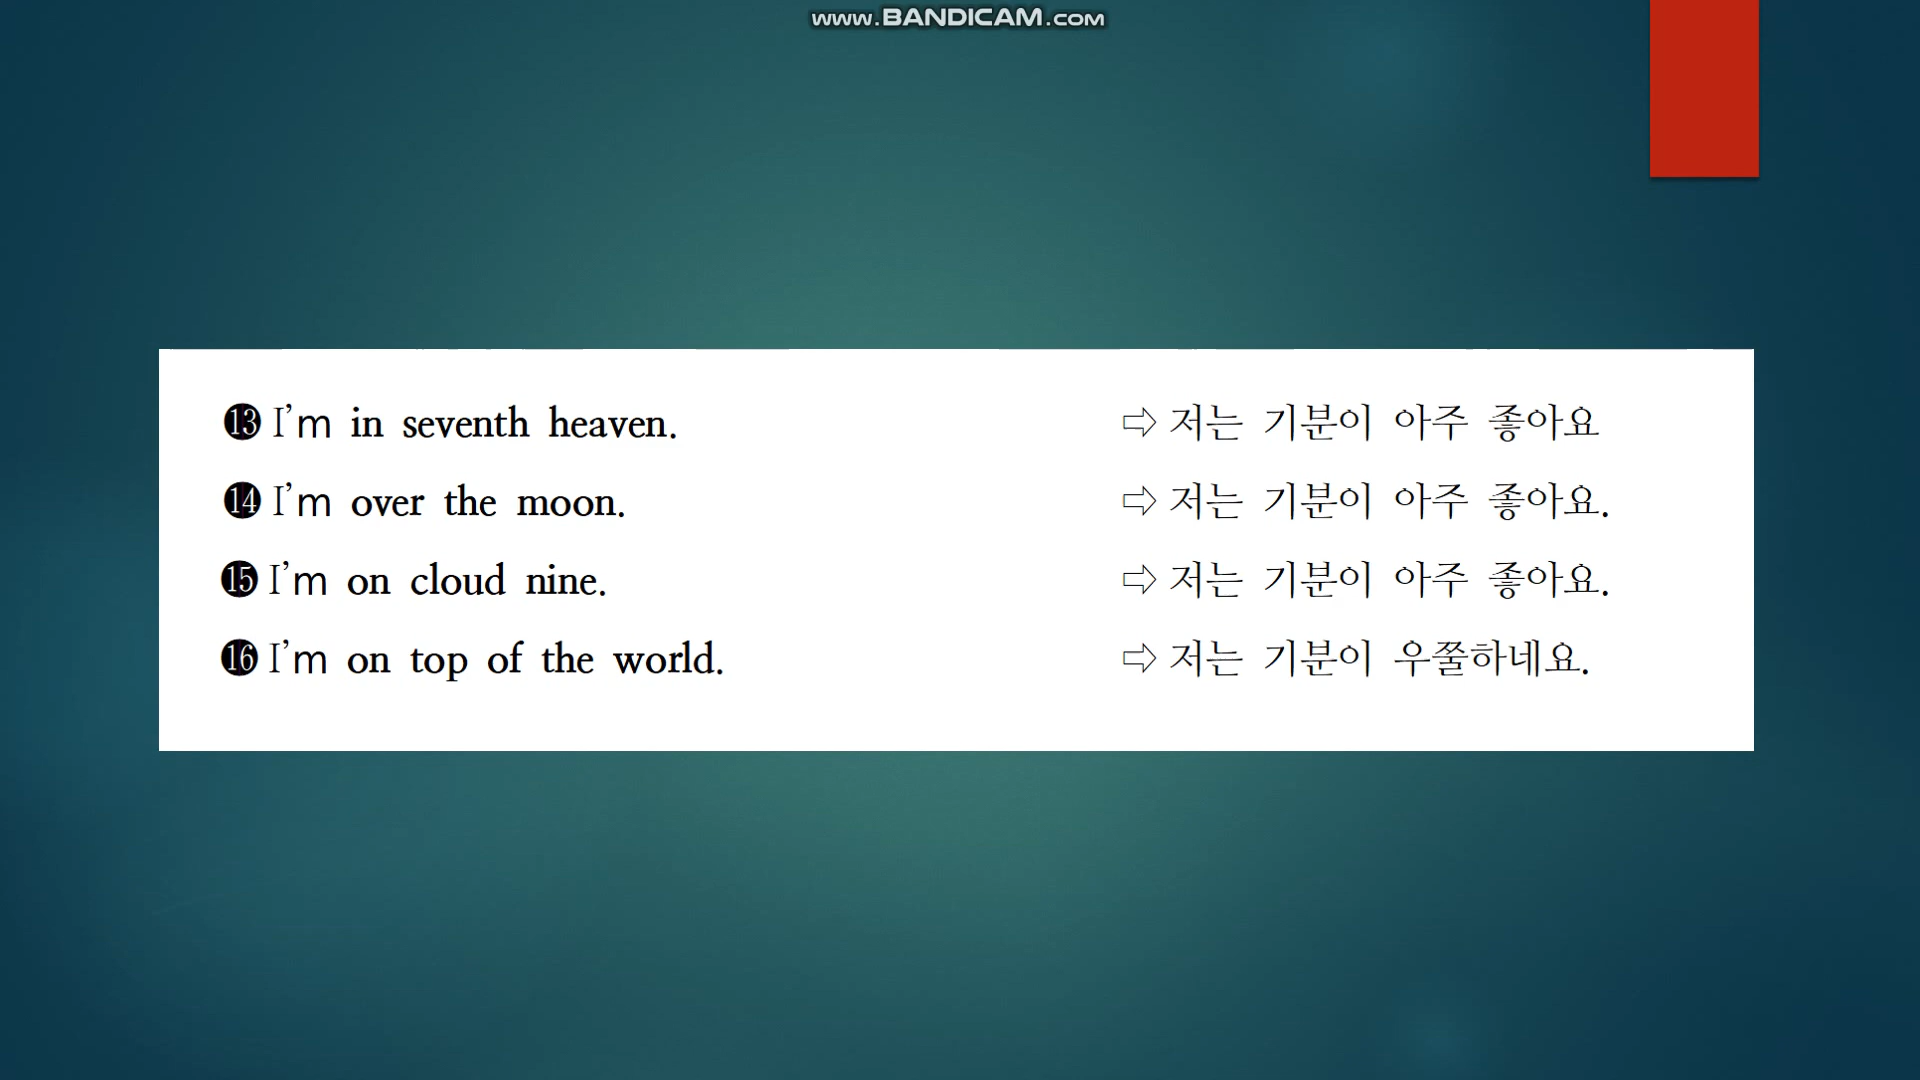 www.BANDICAM.com
⓭ I'm in seventh heaven. ⇨ 저는 기분이 아주 좋아요
⓮ I'm over the moon. ⇨ 저는 기분이 아주 좋아요.
⓯ I'm on cloud nine. ⇨ 저는 기분이 아주 좋아요.
⓰ I'm on top of the world. ⇨ 저는 기분이 우쭐하네요.